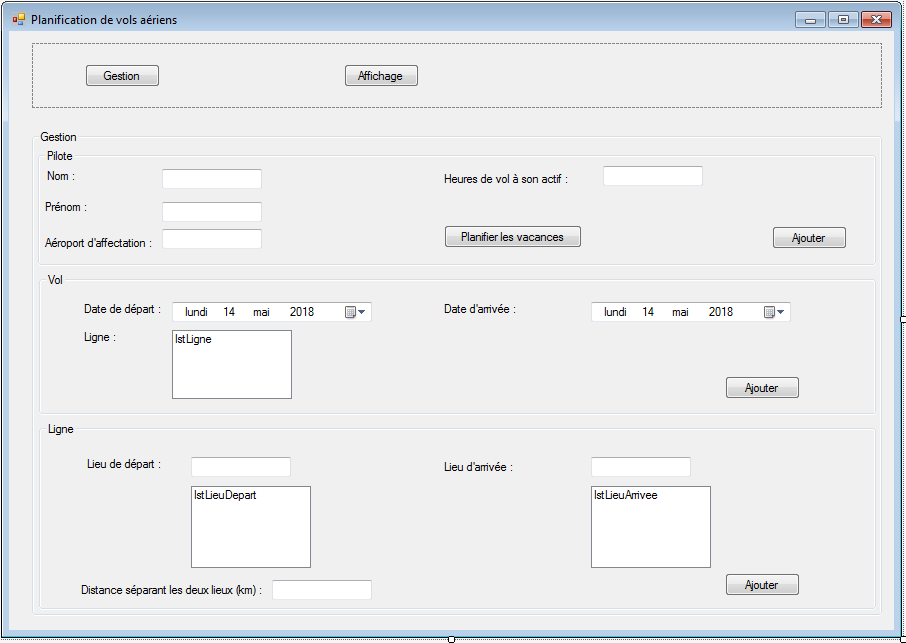 Planification de vols aériens
Gestion
Affichage
Gestion
Pilote
Nom :
Heures de vol à son actif :
Prénom :
Aéroport d'affectation :
Planifier les vacances
Ajouter
Vol
Date de départ :
lundi 14 mai 2018
Date d'arrivée :
lundi 14 mai 2018
Ligne :
lstLigne
Ajouter
Ligne
Lieu de départ :
Lieu d'arrivée :
lstLieuDepart
lstLieuArrivee
Distance séparant les deux lieux (km) :
Ajouter